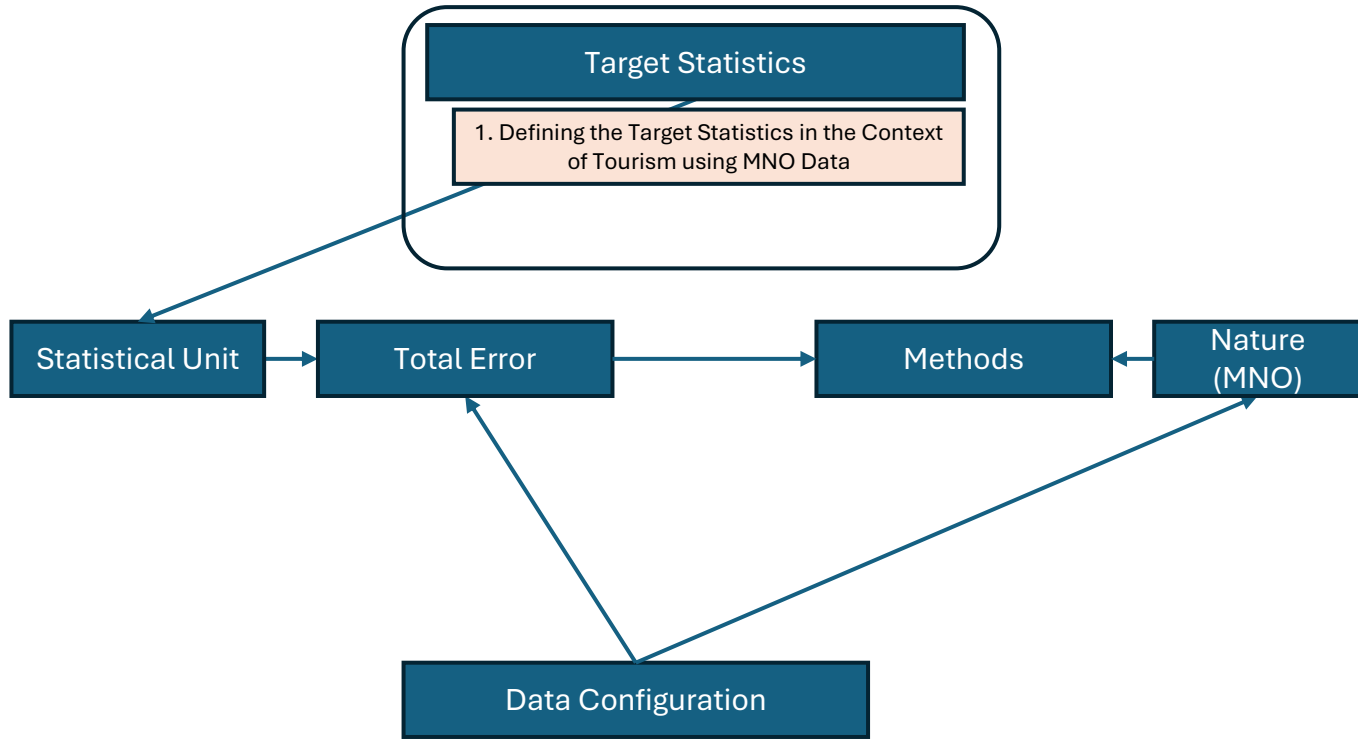 Target Statistics
1. Defining the Target Statistics in the Context
of Tourism using MNO Data
Statistical Unit
Total Error
Methods
Nature
(MNO)
Data Configuration